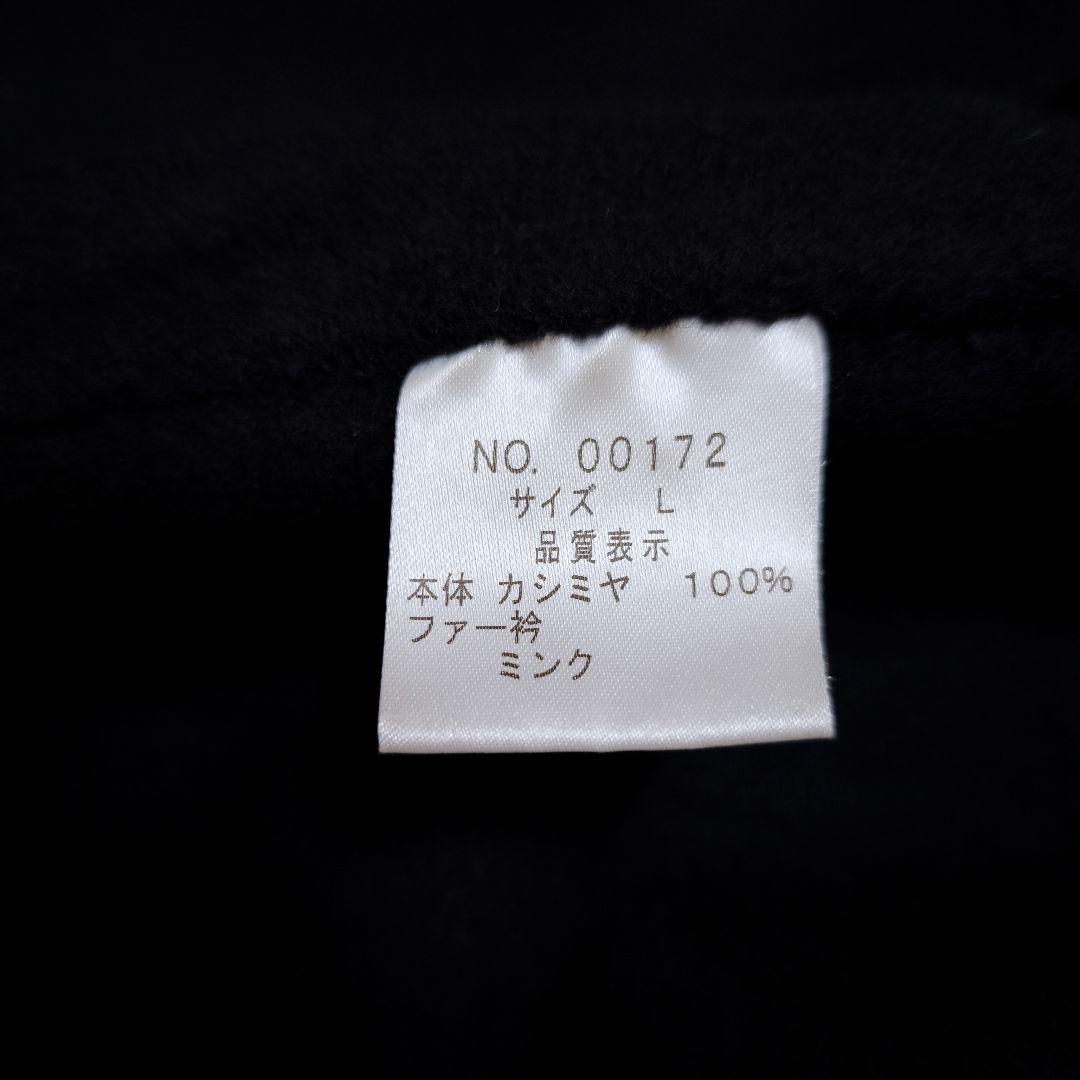 NO. 00172
サイズ L
品質表示
本体 カシミヤ 100%
ファー衿
ミンク